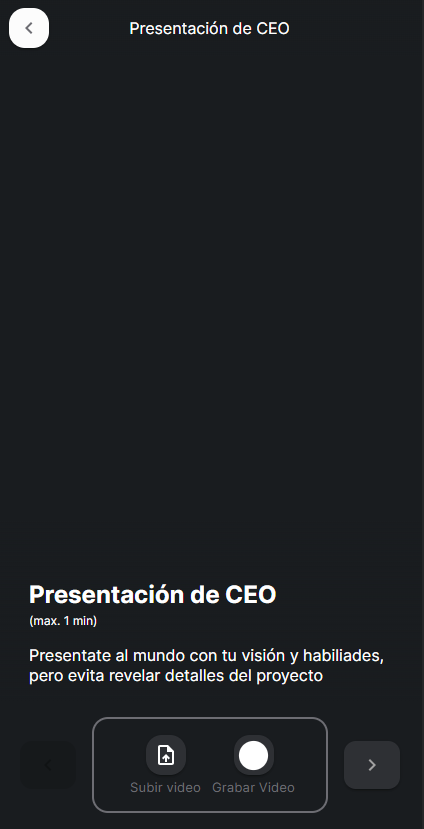 Presentación de CEO
Presentación de CEO
(max. 1 min)
Presentate al mundo con tu visión y habiliades,
pero evita revelar detalles del proyecto
Subir video
Grabar Video